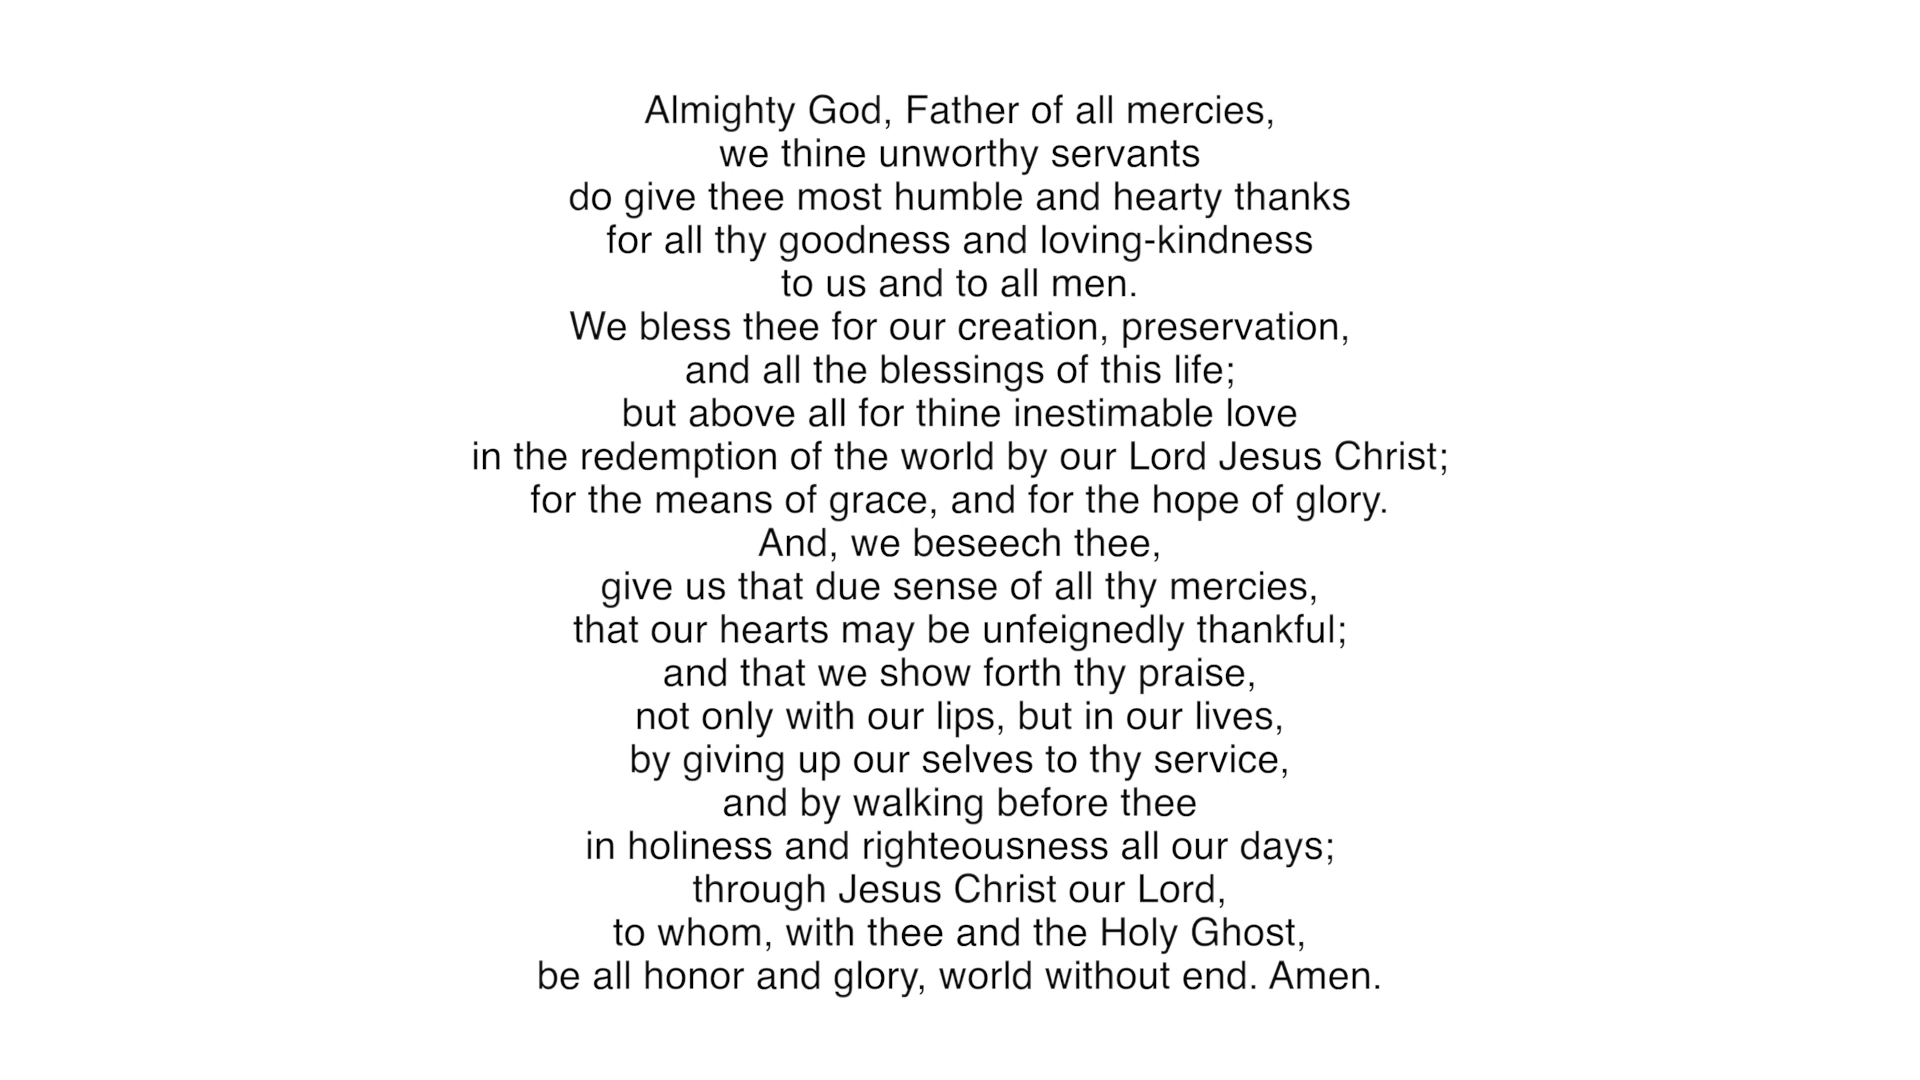 Almighty God, Father of all mercies,
we thine unworthy servants
do give thee most humble and hearty thanks
for all thy goodness and loving-kindness
to us and to all men.
We bless thee for our creation, preservation,
and all the blessings of this life;
but above all for thine inestimable love
in the redemption of the world by our Lord Jesus Christ;
for the means of grace, and for the hope of glory.
And, we beseech thee,
give us that due sense of all thy mercies,
that our hearts may be unfeignedly thankful;
and that we show forth thy praise,
not only with our lips, but in our lives,
by giving up our selves to thy service,
and by walking before thee
in holiness and righteousness all our days;
through Jesus Christ our Lord,
to whom, with thee and the Holy Ghost,
be all honor and glory, world without end. Amen.